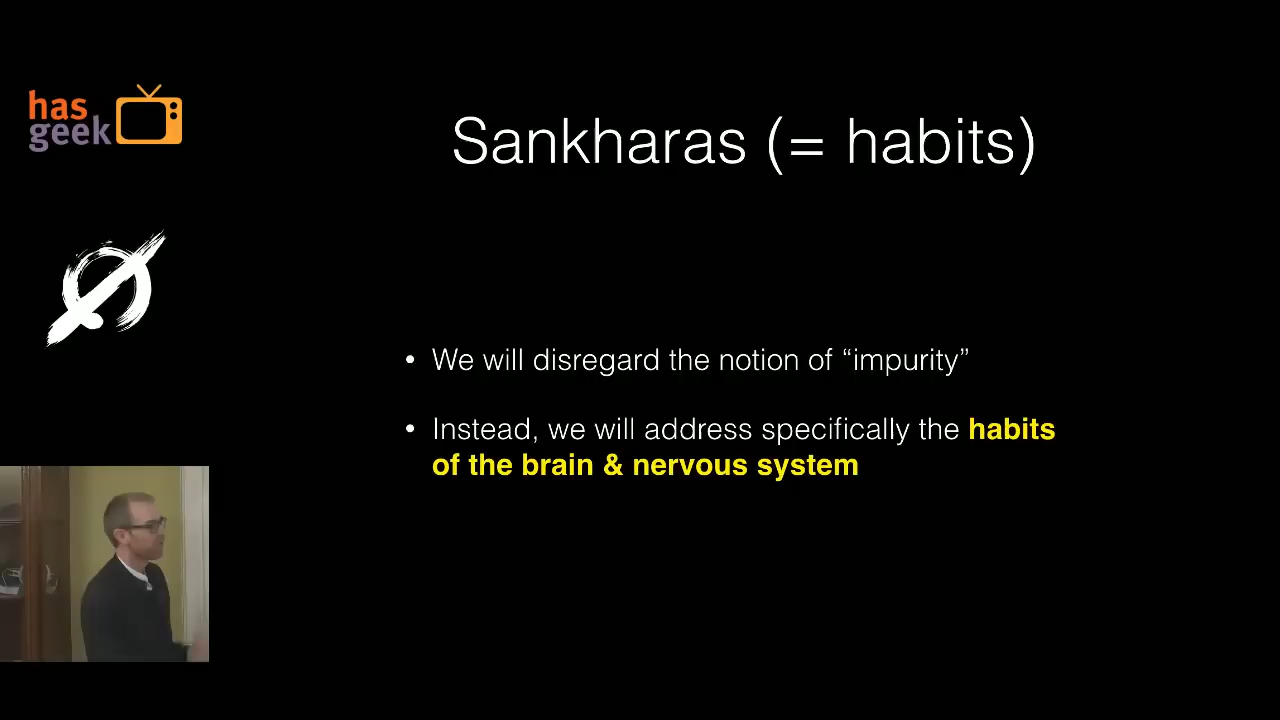 has
geek
Sankharas (= habits)
• We will disregard the notion of “impurity”
• Instead, we will address specifically the habits
of the brain & nervous system